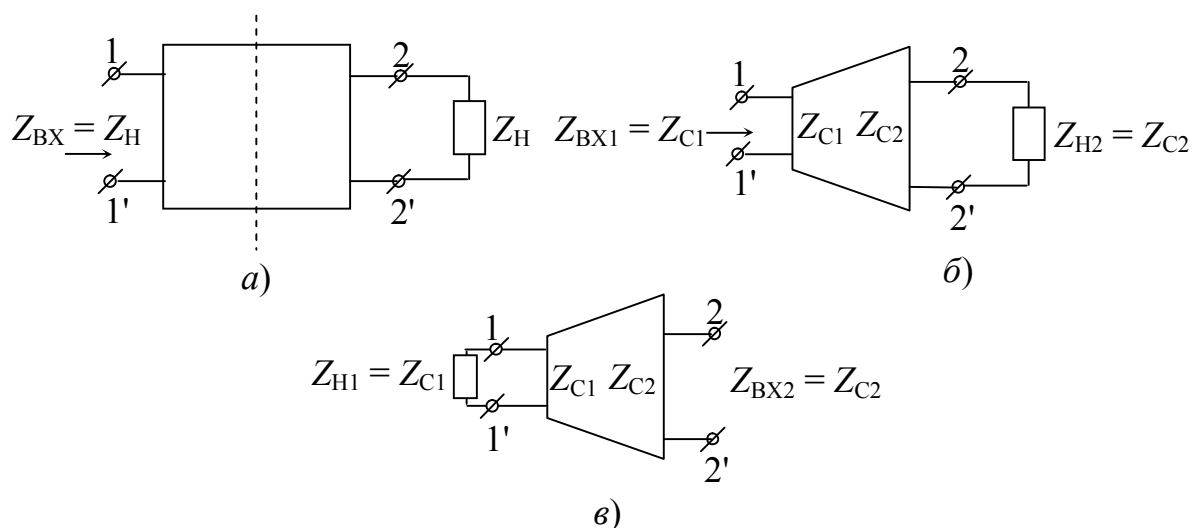 1 2 1 2
Z_ВХ = Z_Н Z_Н Z_ВХ1 = Z_С1 Z_С1 Z_С2 Z_Н2 = Z_С2
1' 2' 1' 2'
а) б)
1 2
Z_Н1 = Z_С1 Z_С1 Z_С2 Z_ВХ2 = Z_С2
1' 2'
в)